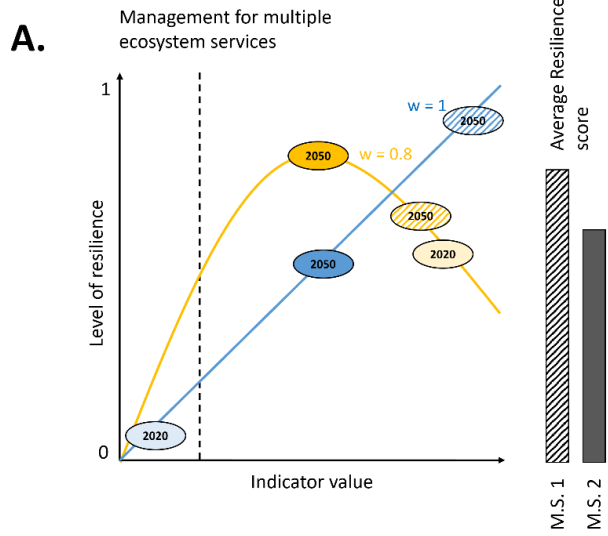 A.
Management for multiple
ecosystem services
1
Level of resilience
0
w = 1
2050
2050
w = 0.8
2050
2050
2020
2020
Indicator value
Average Resilience
score
M.S. 1
M.S. 2